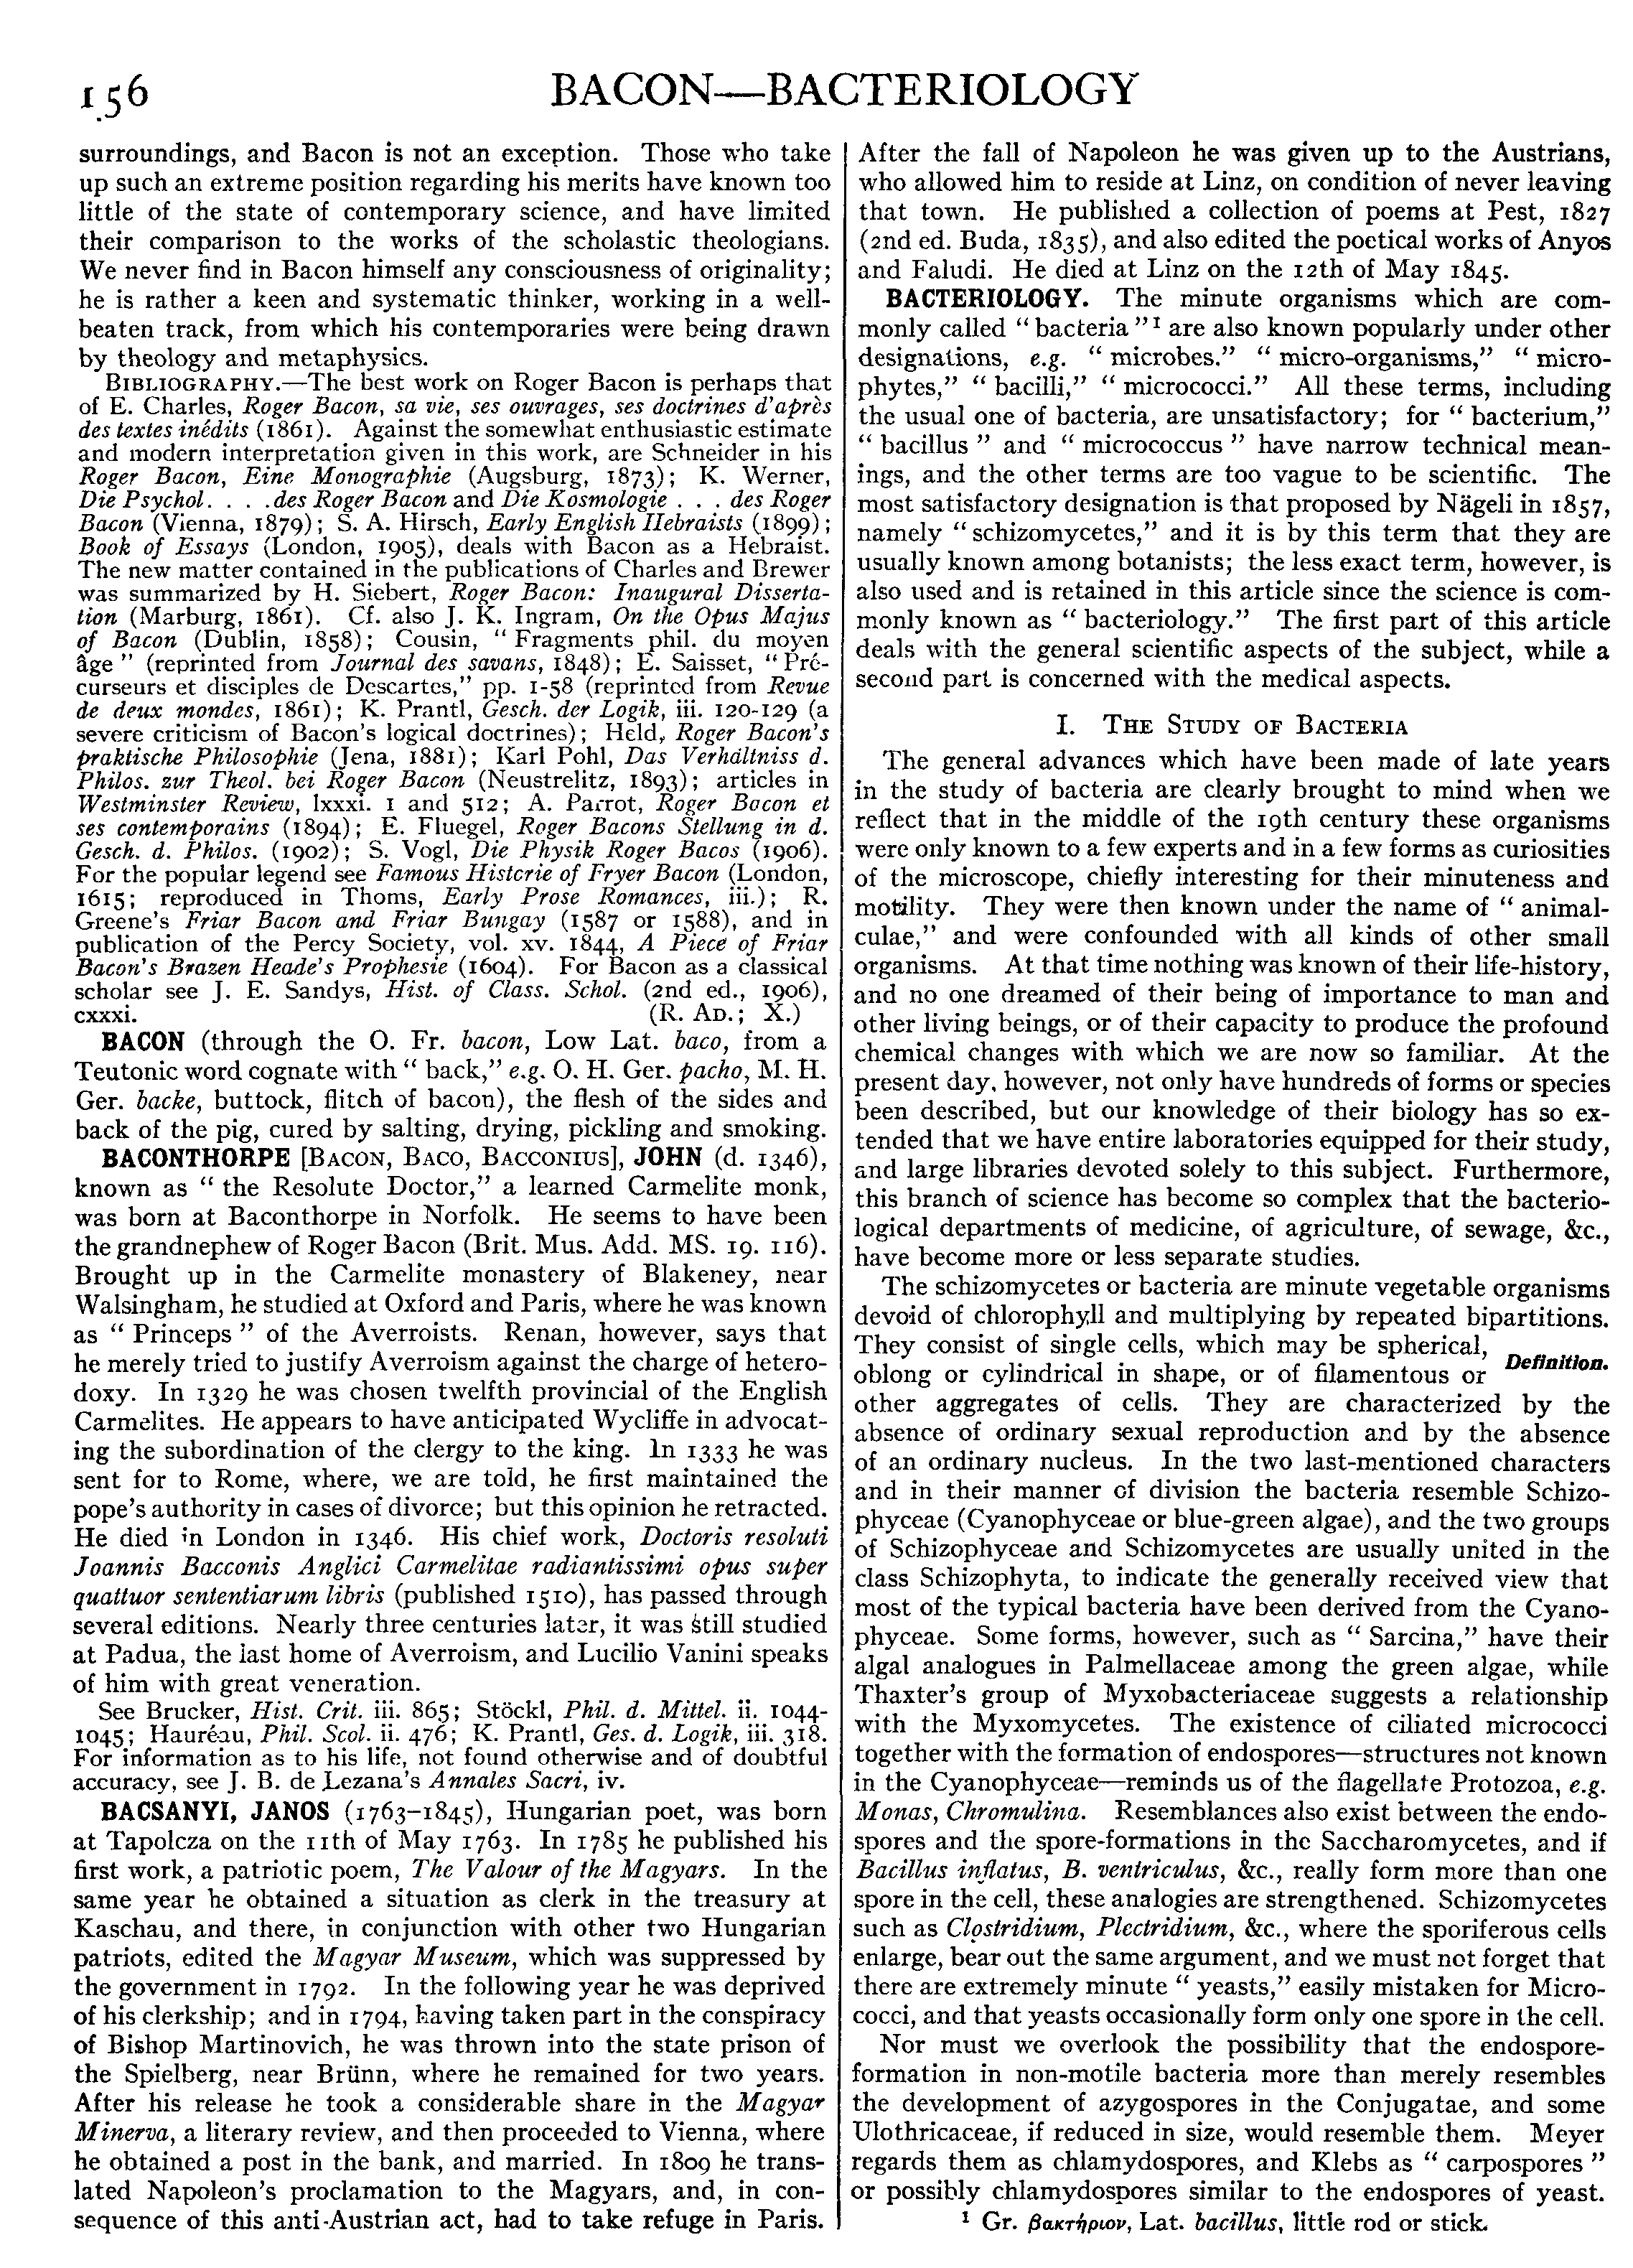 156
BACON—BACTERIOLOGY
surroundings, and Bacon is not an exception. Those who take
up such an extreme position regarding his merits have known too
little of the state of contemporary science, and have limited
their comparison to the works of the scholastic theologians.
We never find in Bacon himself any consciousness of originality;
he is rather a keen and systematic thinker, working in a well-
beaten track, from which his contemporaries were being drawn
by theology and metaphysics.
BIBLIOGRAPHY.—The best work on Roger Bacon is perhaps that
of E. Charles, Roger Bacon, sa vie, ses ouvrages, ses doctrines d'après
des textes inédits (1861). Against the somewhat enthusiastic estimate
and modern interpretation given in this work, are Schneider in his
Roger Bacon, Eine Monographie (Augsburg, 1873); K. Werner,
Die Psychol. . . . des Roger Bacon and Die Kosmologie . . . des Roger
Bacon (Vienna, 1879); S. A. Hirsch, Early English Hebraists (1899);
Book of Essays (London, 1905), deals with Bacon as a Hebraist.
The new matter contained in the publications of Charles and Brewer
was summarized by H. Siebert, Roger Bacon: Inaugural Disserta-
tion (Marburg, 1861). Cf. also J. K. Ingram, On the Opus Majus
of Bacon (Dublin, 1858); Cousin, “ Fragments phil. du moyen
âge ” (reprinted from Journal des savans, 1848); E. Saisset, “ Pré-
curseurs et disciples de Descartes,” pp. 1-58 (reprinted from Revue
de deux mondes, 1861); K. Prantl, Gesch. der Logik, iii. 120-129 (a
severe criticism of Bacon's logical doctrines); Held, Roger Bacon's
praktische Philosophie (Jena, 1881); Karl Pohl, Das Verhältniss d.
Philos. zur Theol. bei Roger Bacon (Neustrelitz, 1893); articles in
Westminster Review, lxxxi. 1 and 512; A. Parrot, Roger Bacon et
ses contemporains (1894); E. Fluegel, Roger Bacons Stellung in d.
Gesch. d. Philos. (1902); S. Vogl, Die Physik Roger Bacos (1906).
For the popular legend see Famous Historie of Fryer Bacon (London,
1615; reproduced in Thoms, Early Prose Romances, iii.); R.
Greene's Friar Bacon and Friar Bungay (1587 or 1588), and in
publication of the Percy Society, vol. xv. 1844, A Piece of Friar
Bacon's Brazen Heade's Prophesie (1604). For Bacon as a classical
scholar see J. E. Sandys, Hist. of Class. Schol. (2nd ed., 1906),
cxxxi. (R. AD.; X.)
BACON (through the O. Fr. bacon, Low Lat. baco, from a
Teutonic word cognate with “ back,” e.g. O. H. Ger. pacho, M. H.
Ger. backe, buttock, flitch of bacon), the flesh of the sides and
back of the pig, cured by salting, drying, pickling and smoking.
BACONTHORPE [BACON, BACO, BACCONIUS], JOHN (d. 1346),
known as “ the Resolute Doctor,” a learned Carmelite monk,
was born at Baconthorpe in Norfolk. He seems to have been
the grandnephew of Roger Bacon (Brit. Mus. Add. MS. 19. 116).
Brought up in the Carmelite monastery of Blakeney, near
Walsingham, he studied at Oxford and Paris, where he was known
as “ Princeps ” of the Averroists. Renan, however, says that
he merely tried to justify Averroism against the charge of hetero-
doxy. In 1329 he was chosen twelfth provincial of the English
Carmelites. He appears to have anticipated Wycliffe in advocat-
ing the subordination of the clergy to the king. In 1333 he was
sent for to Rome, where, we are told, he first maintained the
pope's authority in cases of divorce; but this opinion he retracted.
He died in London in 1346. His chief work, Doctoris resoluti
Joannis Bacconis Anglici Carmelitae radiantissimi opus super
quattuor sententiarum libris (published 1510), has passed through
several editions. Nearly three centuries later, it was still studied
at Padua, the last home of Averroism, and Lucilio Vanini speaks
of him with great veneration.
See Brucker, Hist. Crit. iii. 865; Stöckl, Phil. d. Mittel. ii. 1044-
1045; Hauréau, Phil. Scol. ii. 476; K. Prantl, Ges. d. Logik, iii. 318.
For information as to his life, not found otherwise and of doubtful
accuracy, see J. B. de Lezana's Annales Sacri, iv.
BACSANYI, JANOS (1763–1845), Hungarian poet, was born
at Tapolcza on the 11th of May 1763. In 1785 he published his
first work, a patriotic poem, The Valour of the Magyars. In the
same year he obtained a situation as clerk in the treasury at
Kaschau, and there, in conjunction with other two Hungarian
patriots, edited the Magyar Museum, which was suppressed by
the government in 1792. In the following year he was deprived
of his clerkship; and in 1794, having taken part in the conspiracy
of Bishop Martinovich, he was thrown into the state prison of
the Spielberg, near Brünn, where he remained for two years.
After his release he took a considerable share in the Magyar
Minerva, a literary review, and then proceeded to Vienna, where
he obtained a post in the bank, and married. In 1809 he trans-
lated Napoleon's proclamation to the Magyars, and, in con-
sequence of this anti-Austrian act, had to take refuge in Paris.
After the fall of Napoleon he was given up to the Austrians,
who allowed him to reside at Linz, on condition of never leaving
that town. He published a collection of poems at Pest, 1827
(2nd ed. Buda, 1835), and also edited the poetical works of Anyos
and Faludi. He died at Linz on the 12th of May 1845.
BACTERIOLOGY. The minute organisms which are com-
monly called “ bacteria ”¹ are also known popularly under other
designations, e.g. “ microbes.” “ micro-organisms,” “ micro-
phytes,” “ bacilli,” “ micrococci.” All these terms, including
the usual one of bacteria, are unsatisfactory; for “ bacterium,”
“ bacillus ” and “ micrococcus ” have narrow technical mean-
ings, and the other terms are too vague to be scientific. The
most satisfactory designation is that proposed by Nägeli in 1857,
namely “ schizomycetes,” and it is by this term that they are
usually known among botanists; the less exact term, however, is
also used and is retained in this article since the science is com-
monly known as “ bacteriology.” The first part of this article
deals with the general scientific aspects of the subject, while a
second part is concerned with the medical aspects.
I. THE STUDY OF BACTERIA
The general advances which have been made of late years
in the study of bacteria are clearly brought to mind when we
reflect that in the middle of the 19th century these organisms
were only known to a few experts and in a few forms as curiosities
of the microscope, chiefly interesting for their minuteness and
motility. They were then known under the name of “ animal-
culae,” and were confounded with all kinds of other small
organisms. At that time nothing was known of their life-history,
and no one dreamed of their being of importance to man and
other living beings, or of their capacity to produce the profound
chemical changes with which we are now so familiar. At the
present day, however, not only have hundreds of forms or species
been described, but our knowledge of their biology has so ex-
tended that we have entire laboratories equipped for their study,
and large libraries devoted solely to this subject. Furthermore,
this branch of science has become so complex that the bacterio-
logical departments of medicine, of agriculture, of sewage, &c.,
have become more or less separate studies.
The schizomycetes or bacteria are minute vegetable organisms
devoid of chlorophyll and multiplying by repeated bipartitions.
They consist of single cells, which may be spherical,
Definition.
oblong or cylindrical in shape, or of filamentous or
other aggregates of cells. They are characterized by the
absence of ordinary sexual reproduction and by the absence
of an ordinary nucleus. In the two last-mentioned characters
and in their manner of division the bacteria resemble Schizo-
phyceae (Cyanophyceae or blue-green algae), and the two groups
of Schizophyceae and Schizomycetes are usually united in the
class Schizophyta, to indicate the generally received view that
most of the typical bacteria have been derived from the Cyano-
phyceae. Some forms, however, such as “ Sarcina,” have their
algal analogues in Palmellaceae among the green algae, while
Thaxter's group of Myxobacteriaceae suggests a relationship
with the Myxomycetes. The existence of ciliated micrococci
together with the formation of endospores—structures not known
in the Cyanophyceae—reminds us of the flagellate Protozoa, e.g.
Monas, Chromulina. Resemblances also exist between the endo-
spores and the spore-formations in the Saccharomycetes, and if
Bacillus inflatus, B. ventriculus, &c., really form more than one
spore in the cell, these analogies are strengthened. Schizomycetes
such as Clostridium, Plectridium, &c., where the sporiferous cells
enlarge, bear out the same argument, and we must not forget that
there are extremely minute “ yeasts,” easily mistaken for Micro-
cocci, and that yeasts occasionally form only one spore in the cell.
Nor must we overlook the possibility that the endospore-
formation in non-motile bacteria more than merely resembles
the development of azygospores in the Conjugatae, and some
Ulothricaceae, if reduced in size, would resemble them. Meyer
regards them as chlamydospores, and Klebs as “ carpospores ”
or possibly chlamydospores similar to the endospores of yeast.
¹ Gr. βακτήριον, Lat. bacillus, little rod or stick.